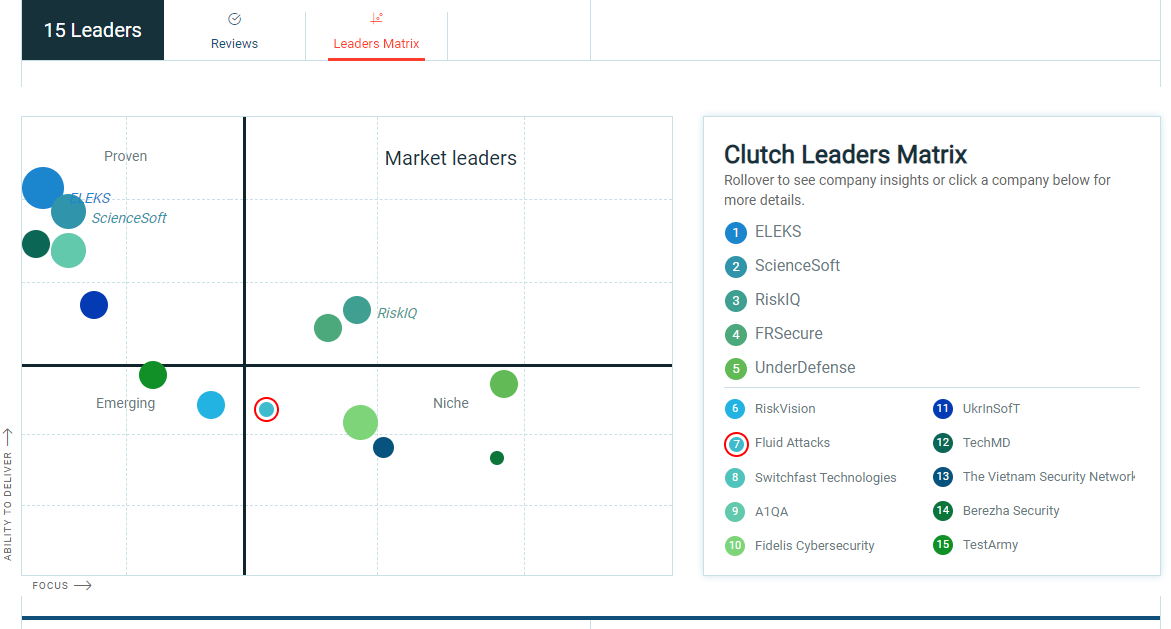 15 Leaders
Reviews
Leaders Matrix
Proven
Market leaders
ELEKS
ScienceSoft
RiskIQ
Emerging
Niche
ABILITY TO DELIVER
FOCUS
Clutch Leaders Matrix
Rollover to see company insights or click a company below for
more details.
1 ELEKS
2 ScienceSoft
3 RiskIQ
4 FRSecure
5 UnderDefense
6 RiskVision
7 Fluid Attacks
8 Switchfast Technologies
9 A1QA
10 Fidelis Cybersecurity
11 UkrInSofT
12 TechMD
13 The Vietnam Security Network
14 Berezha Security
15 TestArmy